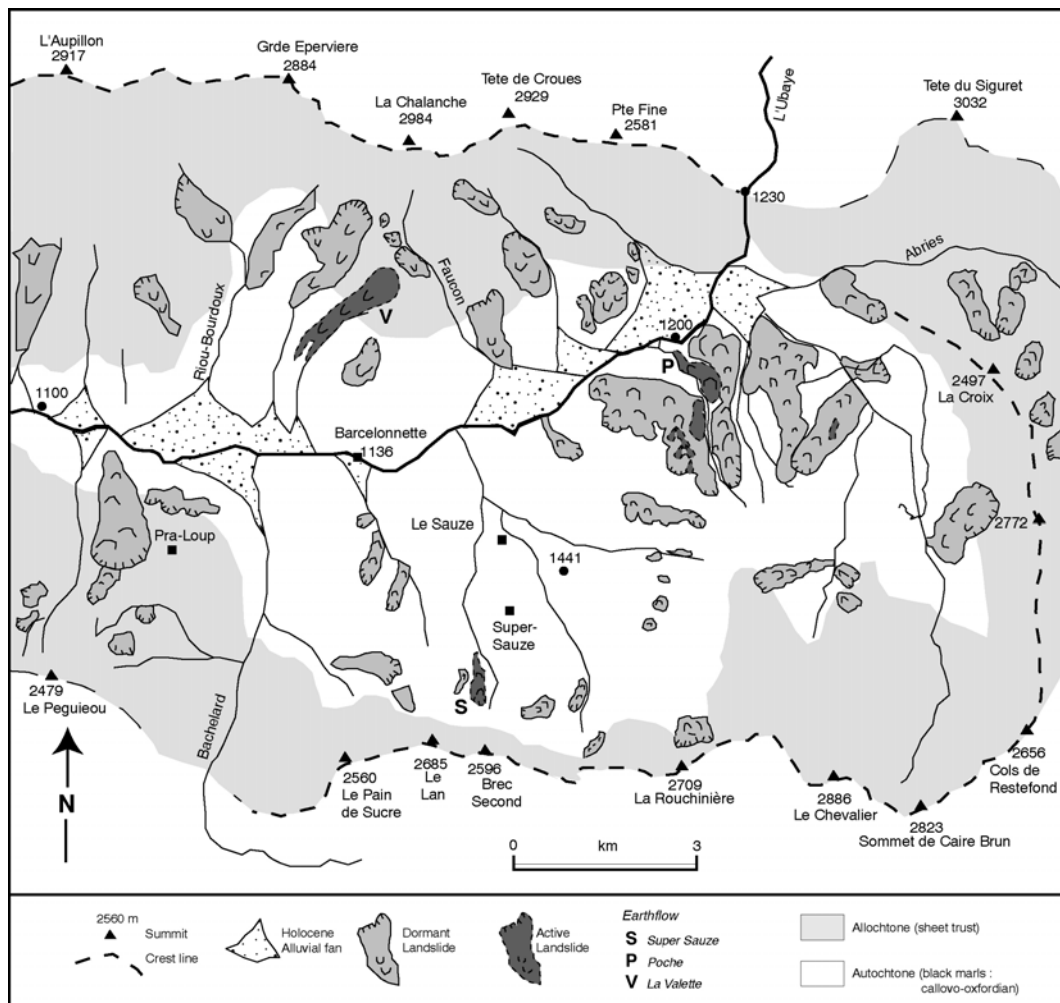 L'Aupillon
2917
Grde Eperviere
2884
La Chalanche
2984
Tete de Croues
2929
Pte Fine
2581
L'Ubaye
Tete du Siguret
3032
1230
Abries
Faucon
Riou-Bourdoux
V
1200
P
2497
La Croix
1100
Barcelonnette
1136
Le Sauze
1441
2772
Pra-Loup
Super-
Sauze
S
2479
Le Peguieou
Bachelard
N
2560
Le Pain
de Sucre
2685
Le
Lan
2596
Brec
Second
2709
La Rouchinière
2886
Le Chevalier
2823
Sommet de Caire Brun
2656
Cols de
Restefond
0 km 3
2560 m
Summit
Crest line
Holocene
Alluvial fan
Dormant
Landslide
Active
Landslide
Earthflow
S Super Sauze
P Poche
V La Valette
Allochtone (sheet trust)
Autochtone (black marls :
callovo-oxfordian)